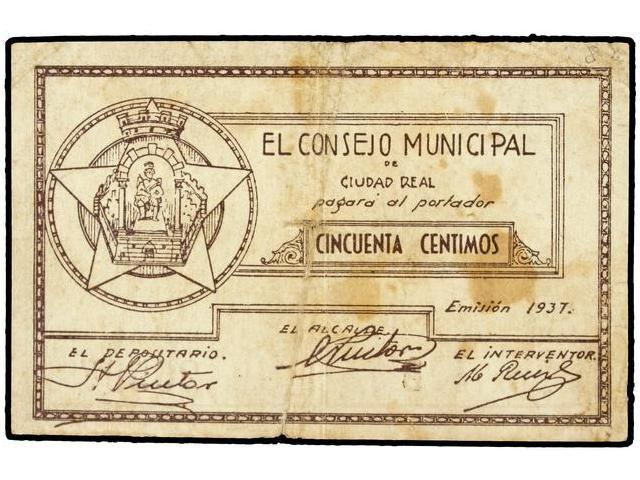 EL CONSEJO MUNICIPAL
DE
CIUDAD REAL
pagará al portador
CINCUENTA CENTIMOS
Emisión 1937.
EL DEPOSITARIO.
EL ALCALDE.
EL INTERVENTOR.